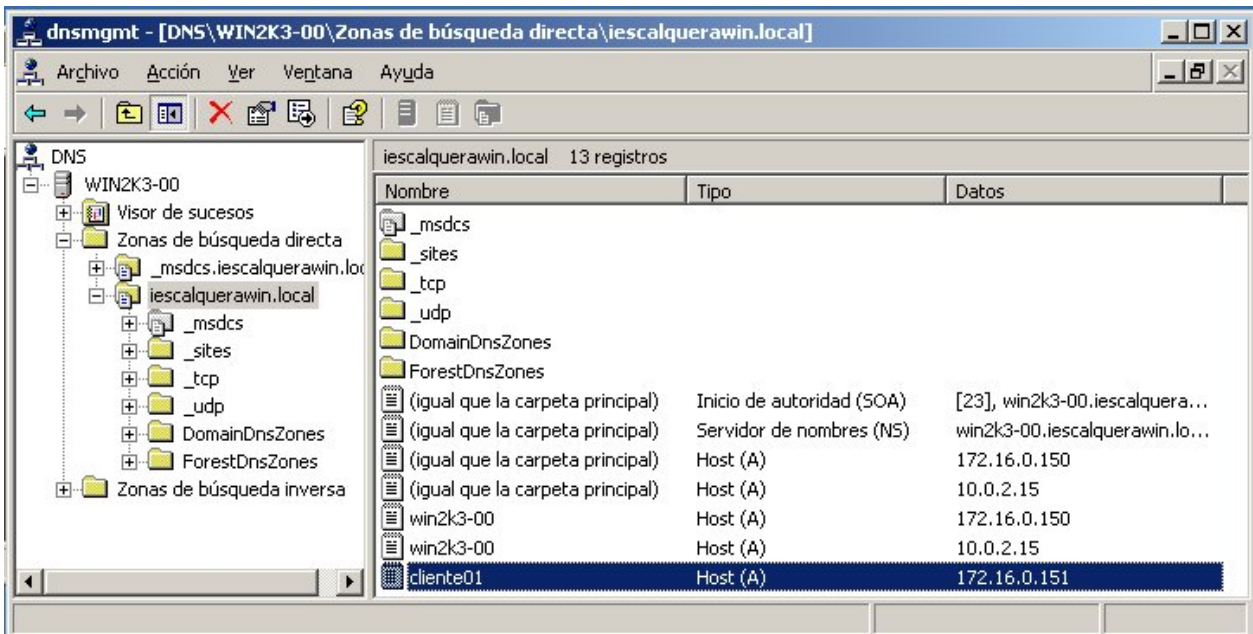 dnsmgmt - [DNS\WIN2K3-00\Zonas de búsqueda directa\iescalquerawin.local]
Archivo Acción Ver Ventana Ayuda
DNS
WIN2K3-00
Visor de sucesos
Zonas de búsqueda directa
_msdcs.iescalquerawin.loc
iescalquerawin.local
_msdcs
_sites
_tcp
_udp
DomainDnsZones
ForestDnsZones
Zonas de búsqueda inversa
iescalquerawin.local 13 registros
Nombre Tipo Datos
_msdcs
_sites
_tcp
_udp
DomainDnsZones
ForestDnsZones
(igual que la carpeta principal) Inicio de autoridad (SOA) [23], win2k3-00.iescalquera...
(igual que la carpeta principal) Servidor de nombres (NS) win2k3-00.iescalquerawin.lo...
(igual que la carpeta principal) Host (A) 172.16.0.150
(igual que la carpeta principal) Host (A) 10.0.2.15
win2k3-00 Host (A) 172.16.0.150
win2k3-00 Host (A) 10.0.2.15
cliente01 Host (A) 172.16.0.151